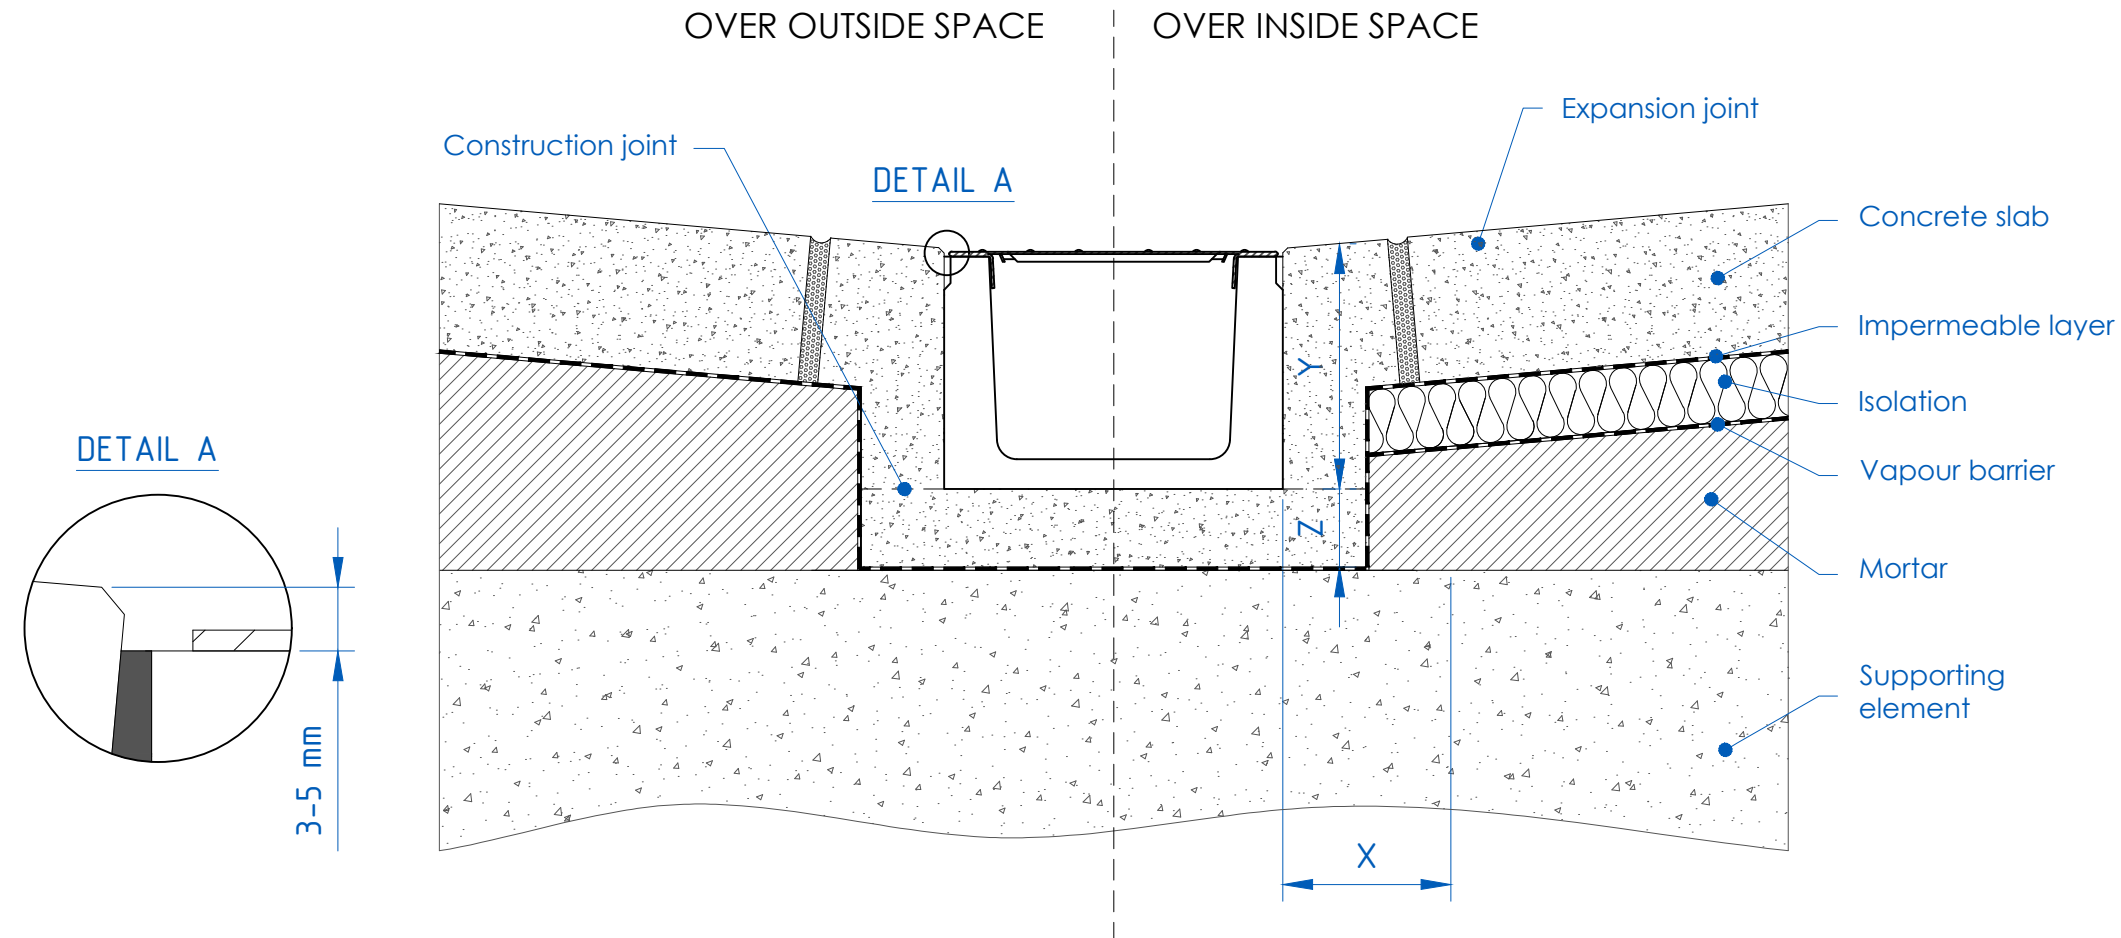 OVER OUTSIDE SPACE
OVER INSIDE SPACE
Expansion joint
Construction joint
DETAIL A
Concrete slab
Impermeable layer
Y
Isolation
DETAIL A
Vapour barrier
Z
Mortar
Supporting
element
3-5 mm
X